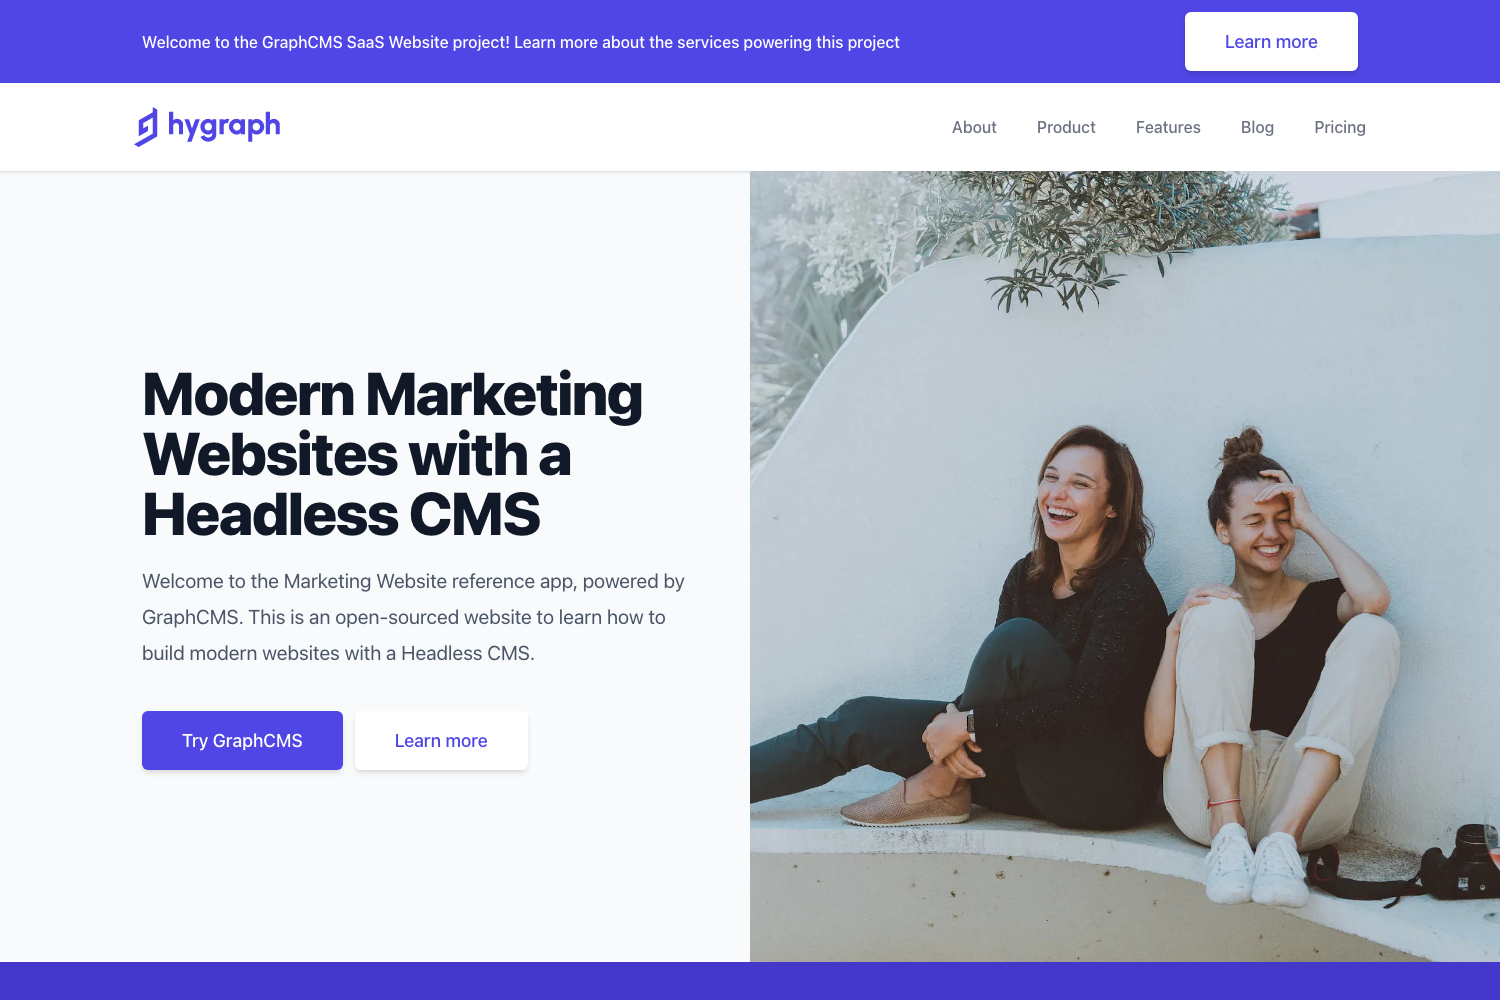 Welcome to the GraphCMS SaaS Website project! Learn more about the services powering this project
Learn more
hygraph
About
Product
Features
Blog
Pricing
Modern Marketing
Websites with a
Headless CMS
Welcome to the Marketing Website reference app, powered by
GraphCMS. This is an open-sourced website to learn how to
build modern websites with a Headless CMS.
Try GraphCMS
Learn more